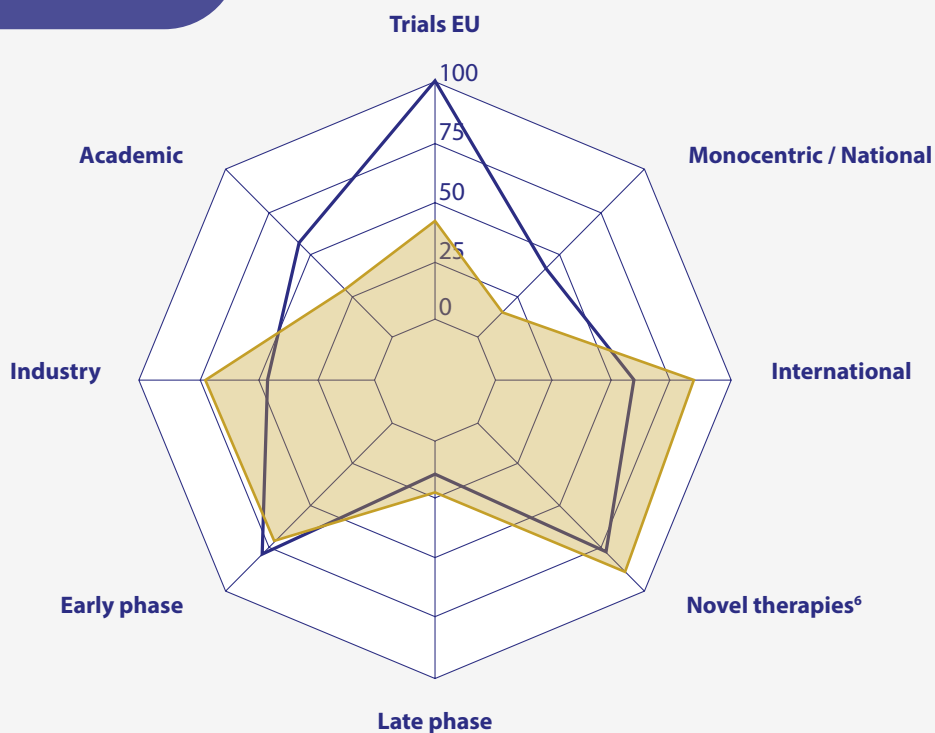 Trials EU
100
75
50
25
0
Academic
Monocentric / National
Industry
International
Early phase
Novel therapies⁶
Late phase